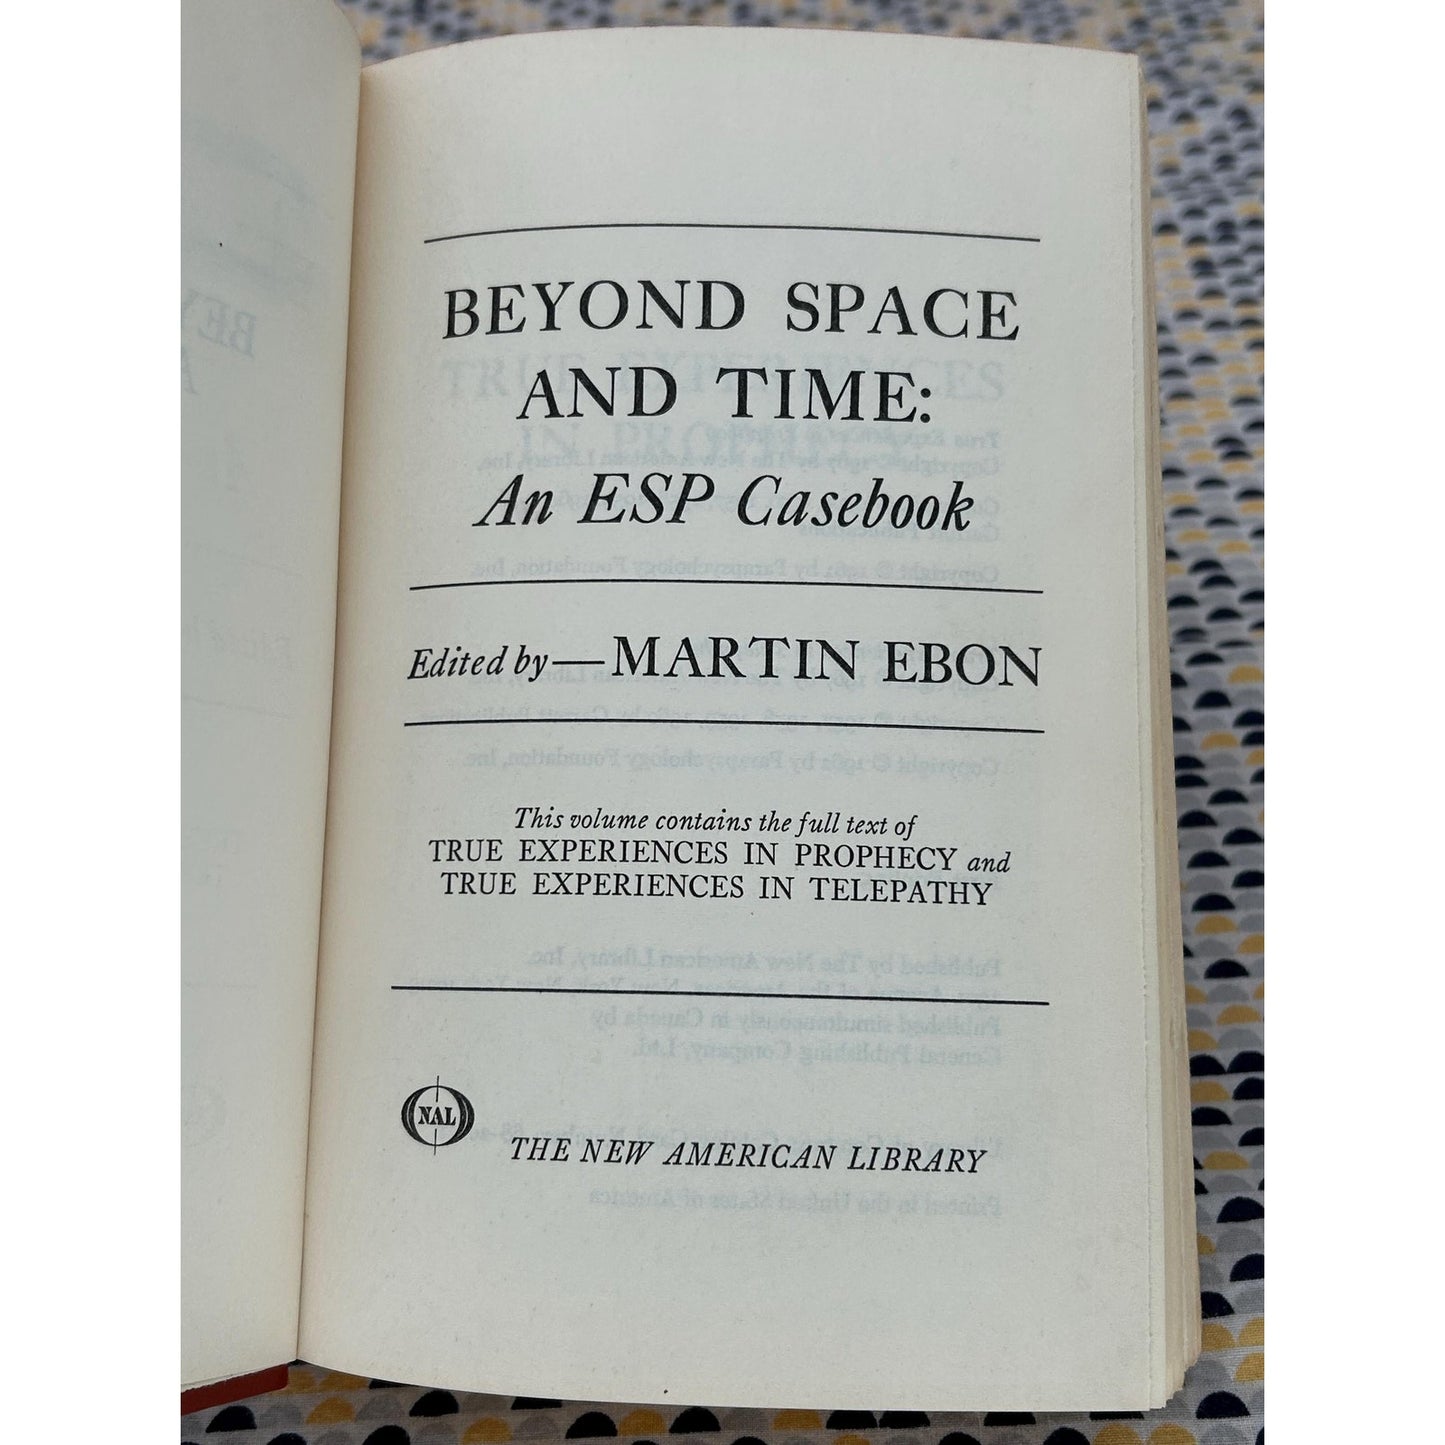 BEYOND SPACE
AND TIME:
An ESP Casebook
Edited by—MARTIN EBON
This volume contains the full text of
TRUE EXPERIENCES IN PROPHECY and
TRUE EXPERIENCES IN TELEPATHY
NAL
THE NEW AMERICAN LIBRARY